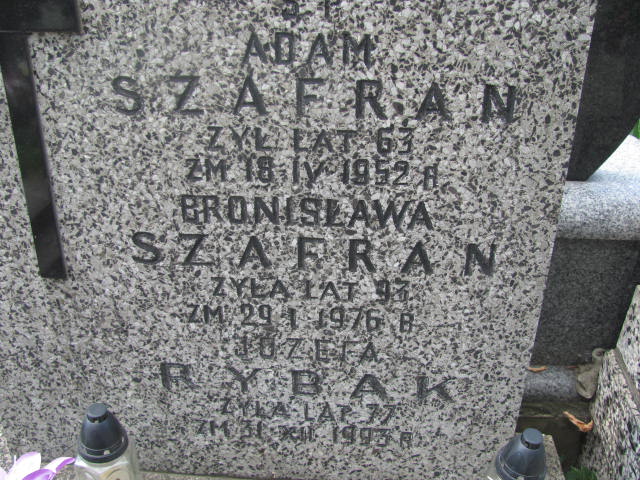 Ś P
ADAM
SZAFRAN
ŻYŁ LAT 63
ZM 18 IV 1952 R
BRONISŁAWA
SZAFRAN
ŻYŁA LAT 93
ZM 29 I 1976 R
JÓZEFA
RYBAK
ŻYŁA LAT 77
ZM 31 XII 1993 R